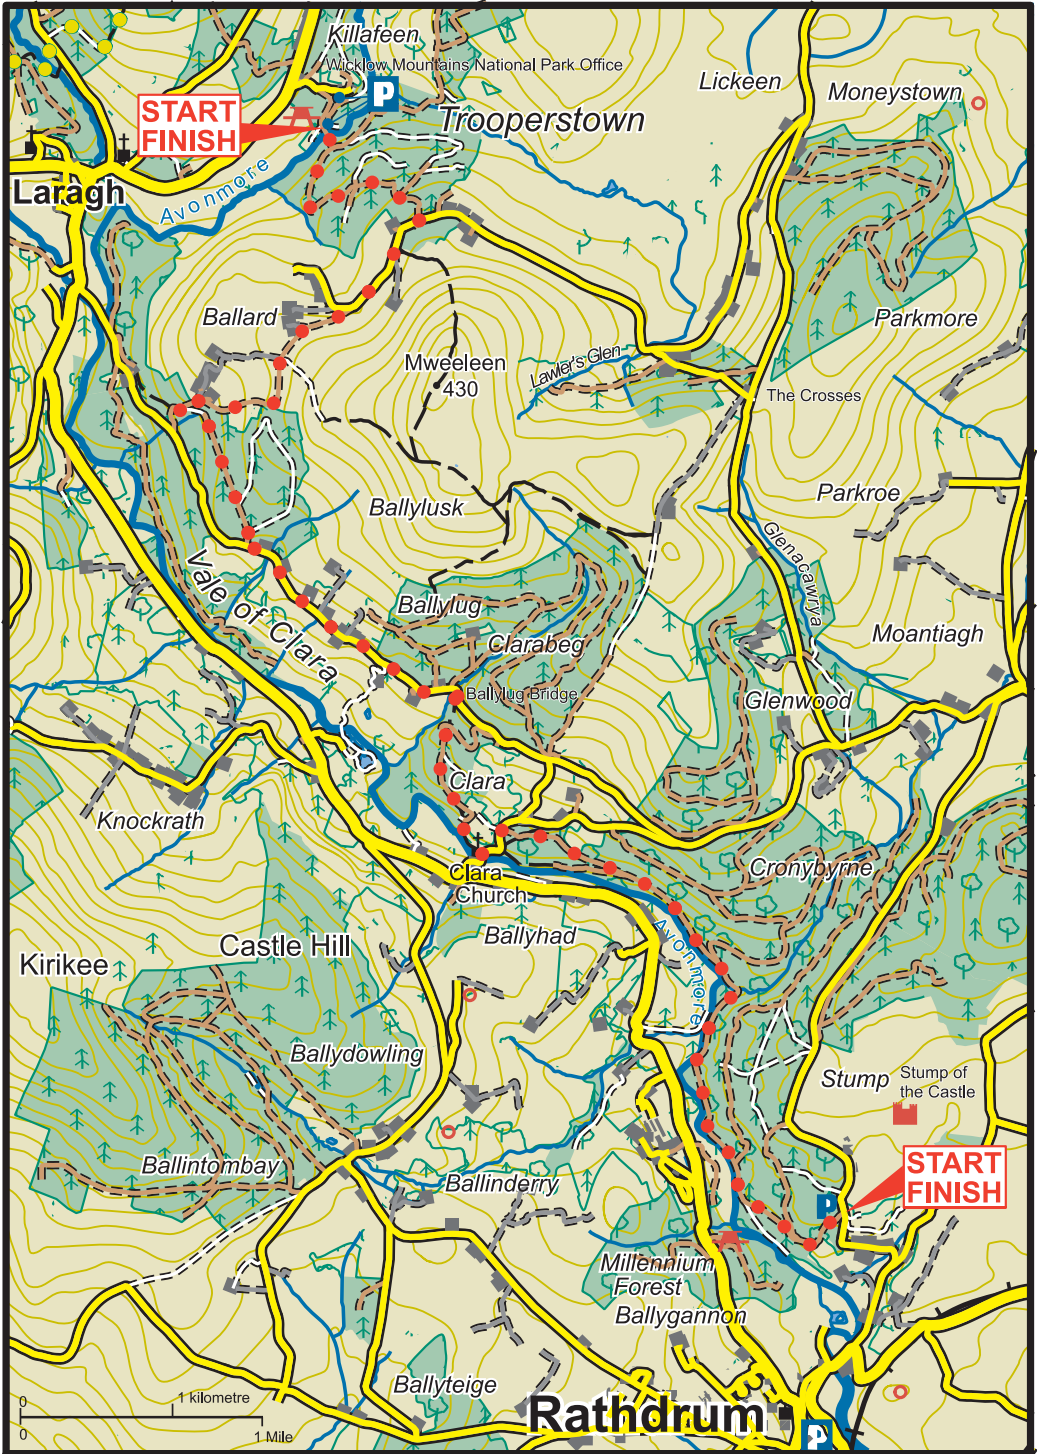 Killafeen
Wicklow Mountains National Park Office
P
Lickeen
Moneystown
START
FINISH
Trooperstown
Laragh
Avonmore
Ballard
Parkmore
Mweeleen
430
Lawler's Glen
The Crosses
Ballylusk
Parkroe
Glenacawrya
Vale of Clara
Ballylug
Clarabeg
Moantiagh
Ballylug Bridge
Glenwood
Clara
Knockrath
Cronybyrne
Clara
Church
Ballyhad
Castle Hill
Kirikee
Avonmore
Ballydowling
Stump
Stump of
the Castle
START
FINISH
Ballintombay
Ballinderry
P
Millennium
Forest
Ballygannon
Ballyteige
Rathdrum
P
0
1 kilometre
0
1 Mile